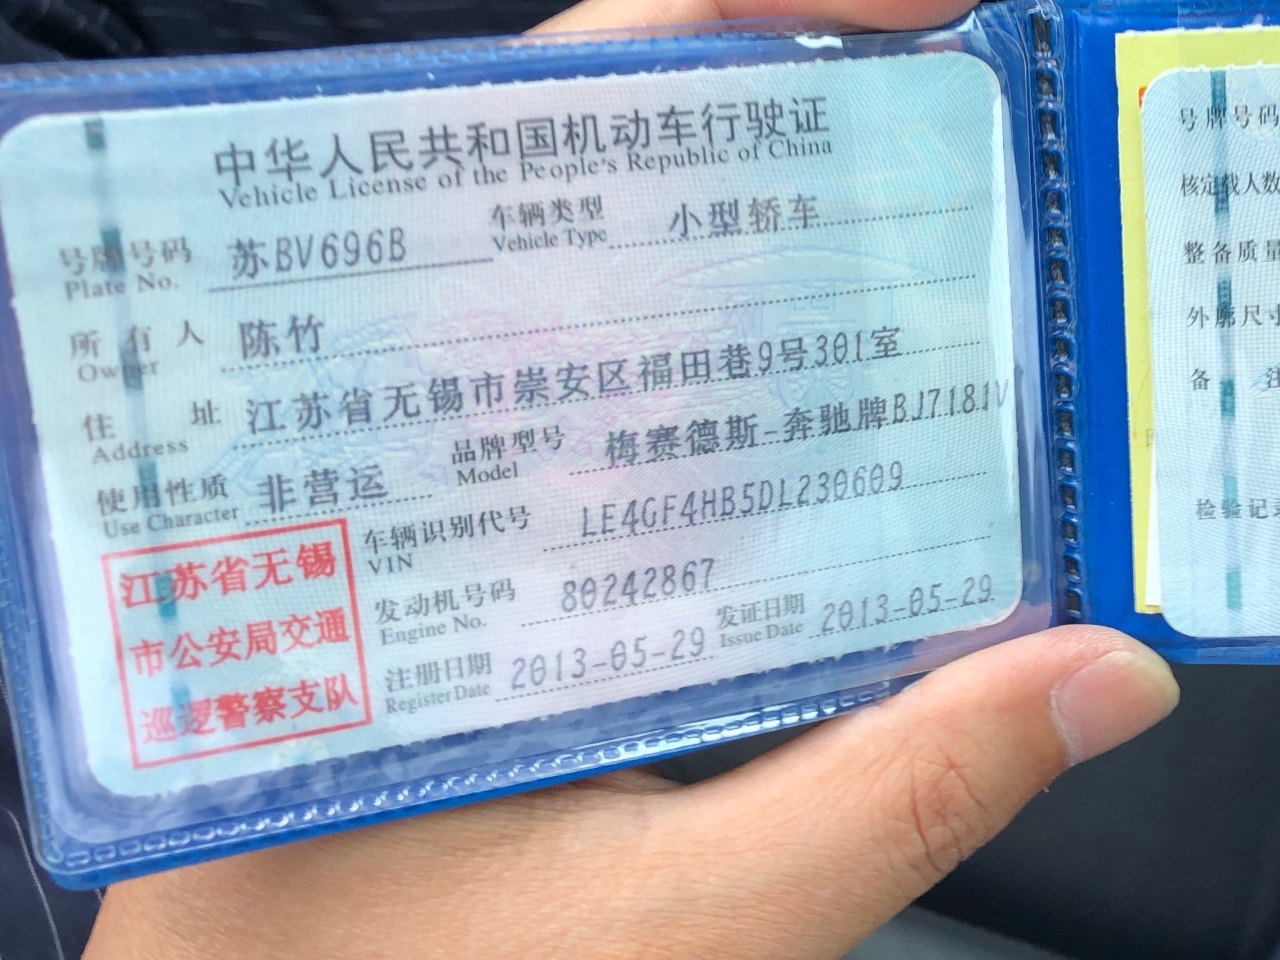 中华人民共和国机动车行驶证
Vehicle License of the People's Republic of China
号牌号码 苏BV696B 车辆类型 小型轿车
Plate No. Vehicle Type
所有人 陈竹
Owner
住址 江苏省无锡市崇安区福田巷9号301室
Address
使用性质 非营运 品牌型号 梅赛德斯-奔驰牌BJ7181V
Use Character Model
车辆识别代号 LE4GF4HB5DL230609
VIN
发动机号码 80242867
Engine No.
注册日期 2013-05-29 发证日期 2013-05-29
Register Date Issue Date
江苏省无锡
市公安局交通
巡逻警察支队
号牌号码
核定载人数
整备质量
外廓尺寸
备 注
检验记录